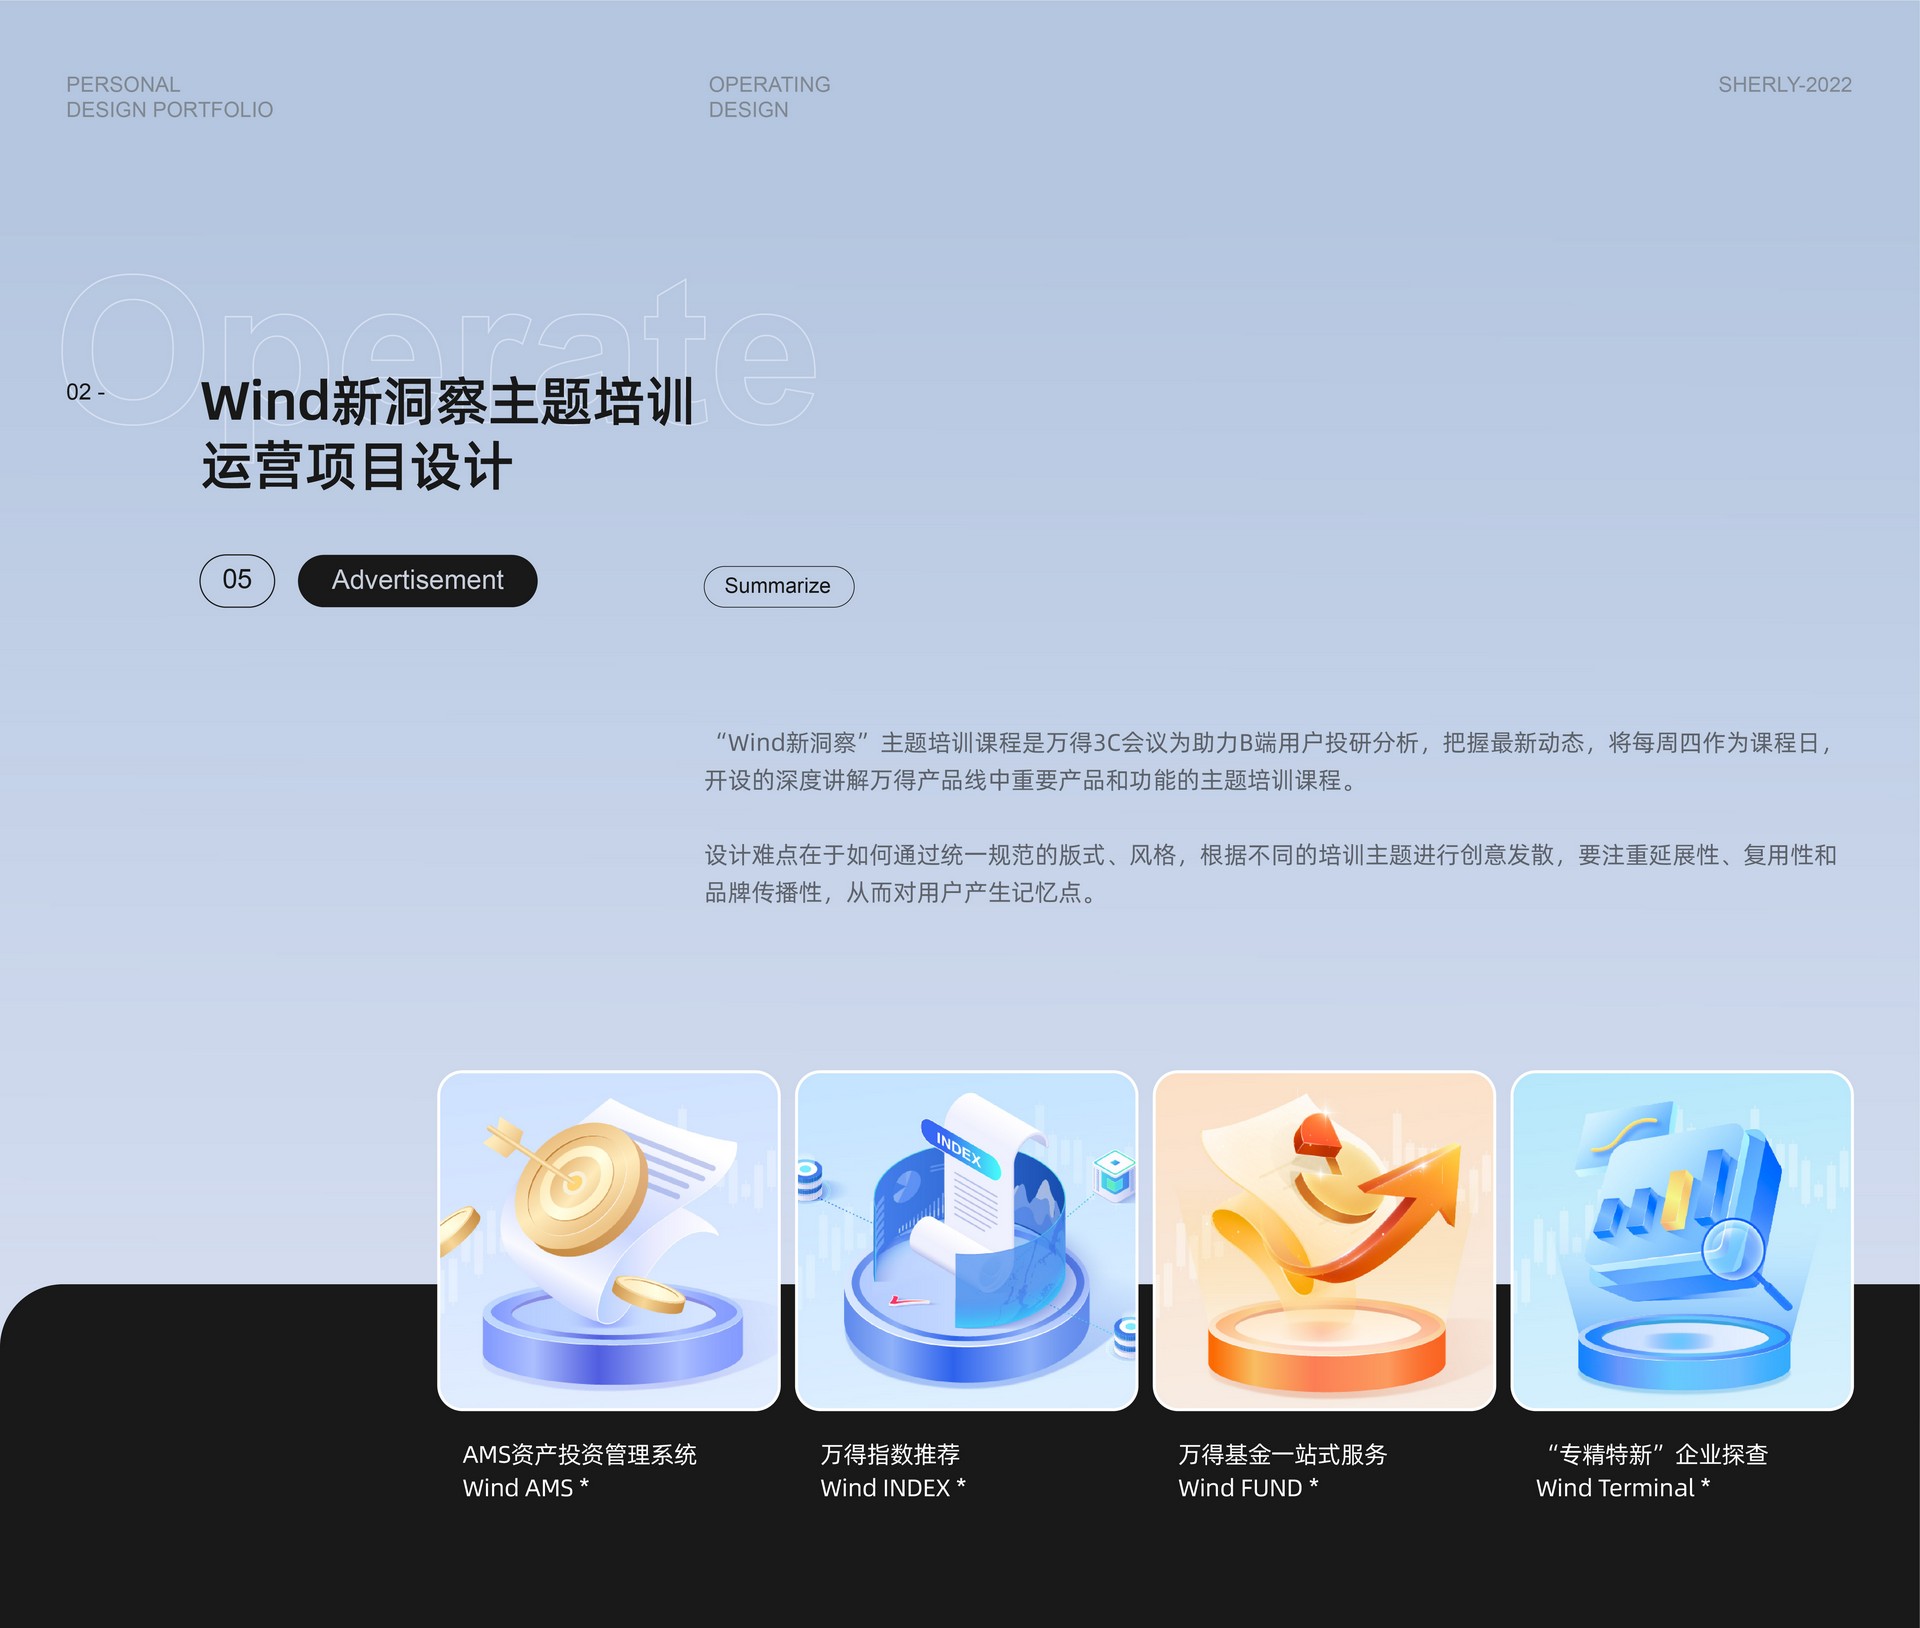 PERSONAL
DESIGN PORTFOLIO
OPERATING
DESIGN
SHERLY-2022
Operate
02 -
Wind新洞察主题培训
运营项目设计
05
Advertisement
Summarize
“Wind新洞察”主题培训课程是万得3C会议为助力B端用户投研分析，把握最新动态，将每周四作为课程日，
开设的深度讲解万得产品线中重要产品和功能的主题培训课程。
设计难点在于如何通过统一规范的版式、风格，根据不同的培训主题进行创意发散，要注重延展性、复用性和
品牌传播性，从而对用户产生记忆点。
INDEX
AMS资产投资管理系统
Wind AMS *
万得指数推荐
Wind INDEX *
万得基金一站式服务
Wind FUND *
“专精特新”企业探查
Wind Terminal *